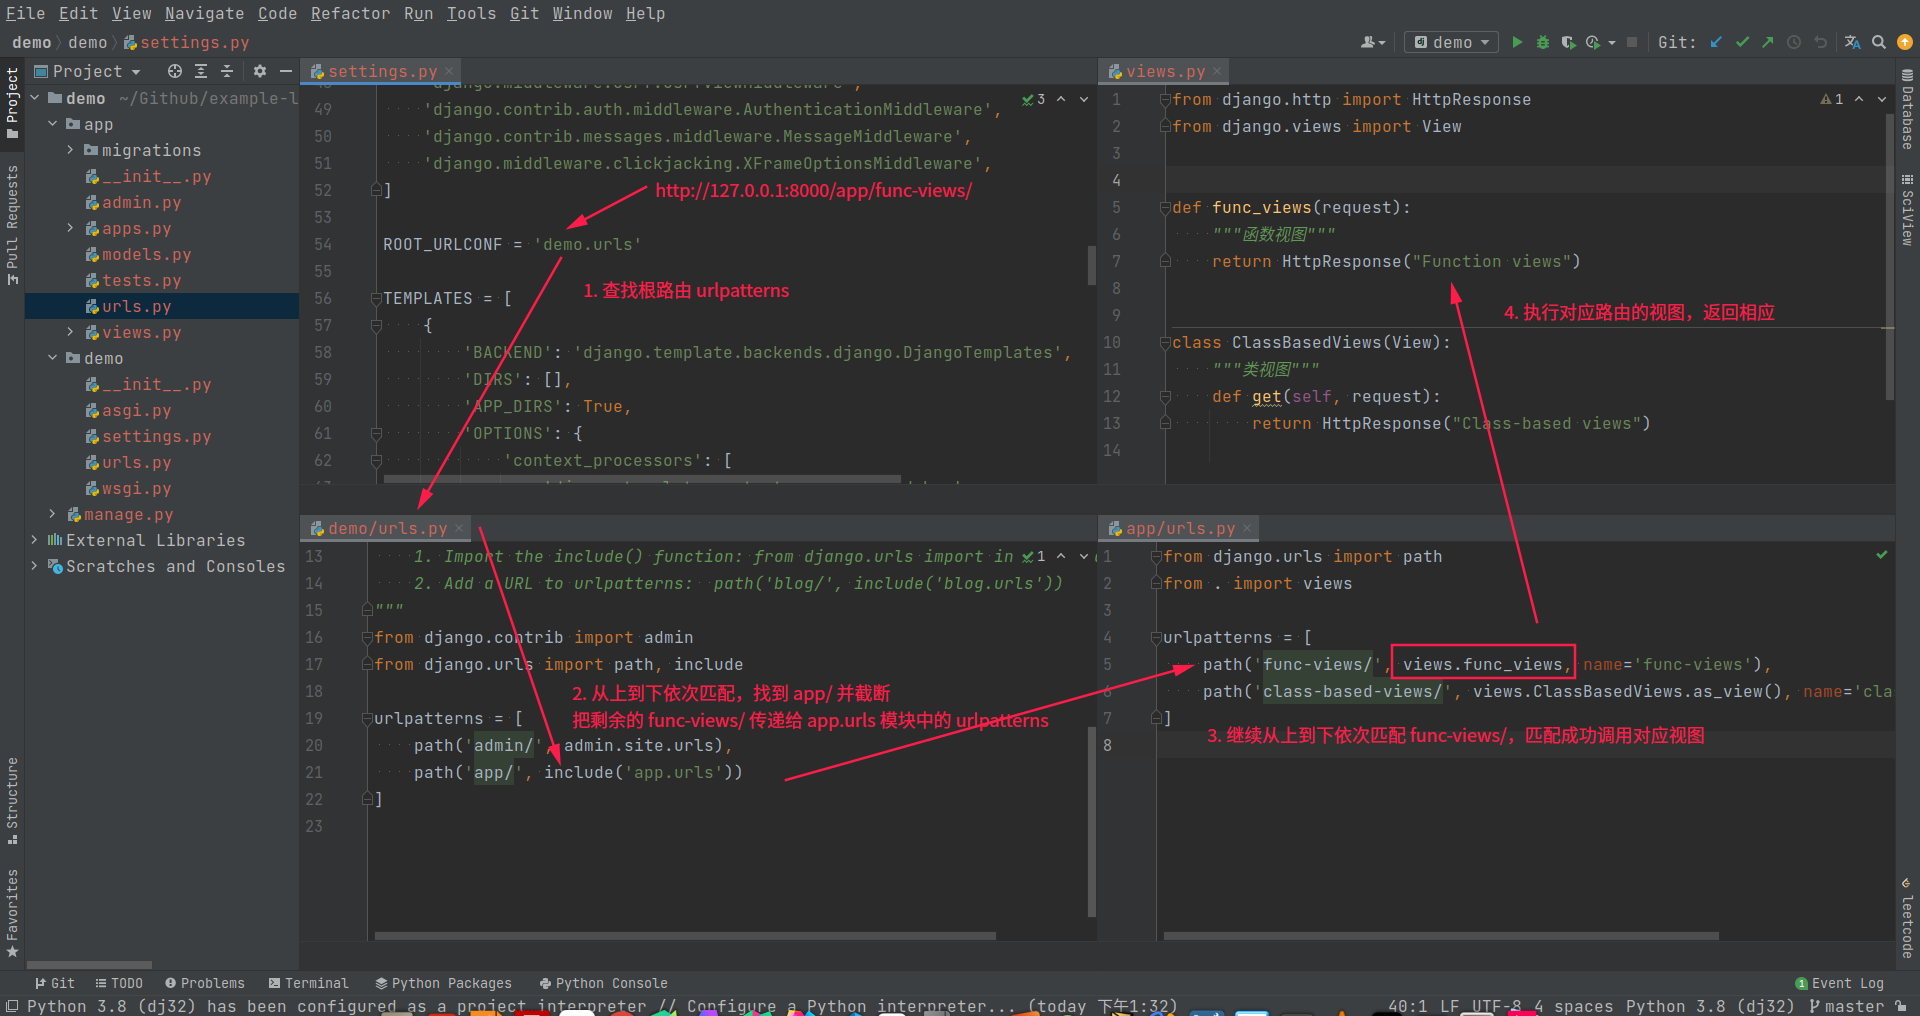 File Edit View Navigate Code Refactor Run Tools Git Window Help
demo demo settings.py
demo Git:
Project
demo ~/Github/example-l
app
migrations
__init__.py
admin.py
apps.py
models.py
tests.py
urls.py
views.py
demo
__init__.py
asgi.py
settings.py
urls.py
wsgi.py
manage.py
External Libraries
Scratches and Consoles
Project
Pull Requests
Structure
Favorites
settings.py
3
49 'django.contrib.auth.middleware.AuthenticationMiddleware',
50 'django.contrib.messages.middleware.MessageMiddleware',
51 'django.middleware.clickjacking.XFrameOptionsMiddleware',
52 ]
http://127.0.0.1:8000/app/func-views/
53
54 ROOT_URLCONF = 'demo.urls'
55
1. 查找根路由 urlpatterns
56 TEMPLATES = [
57 {
58 'BACKEND': 'django.template.backends.django.DjangoTemplates',
59 'DIRS': [],
60 'APP_DIRS': True,
61 'OPTIONS': {
62 'context_processors': [
views.py
1
1 from django.http import HttpResponse
2 from django.views import View
3
4
5 def func_views(request):
6 """函数视图"""
7 return HttpResponse("Function views")
8
9
4. 执行对应路由的视图，返回相应
10 class ClassBasedViews(View):
11 """类视图"""
12 def get(self, request):
13 return HttpResponse("Class-based views")
14
demo/urls.py
13 1. Import the include() function: from django.urls import in
1
14 2. Add a URL to urlpatterns: path('blog/', include('blog.urls'))
15 """
16 from django.contrib import admin
17 from django.urls import path, include
18
2. 从上到下依次匹配，找到 app/ 并截断
19 urlpatterns = [
把剩余的 func-views/ 传递给 app.urls 模块中的 urlpatterns
20 path('admin/', admin.site.urls),
21 path('app/', include('app.urls'))
22 ]
23
app/urls.py
1 from django.urls import path
2 from . import views
3
4 urlpatterns = [
5 path('func-views/', views.func_views, name='func-views'),
6 path('class-based-views/', views.ClassBasedViews.as_view(), name='cla
7 ]
3. 继续从上到下依次匹配 func-views/，匹配成功调用对应视图
8
Database
SciView
leetcode
Git TODO Problems Terminal Python Packages Python Console
1 Event Log
Python 3.8 (dj32) has been configured as a project interpreter // Configure a Python interpreter... (today 下午1:32)
40:1 LF UTF-8 4 spaces Python 3.8 (dj32) master